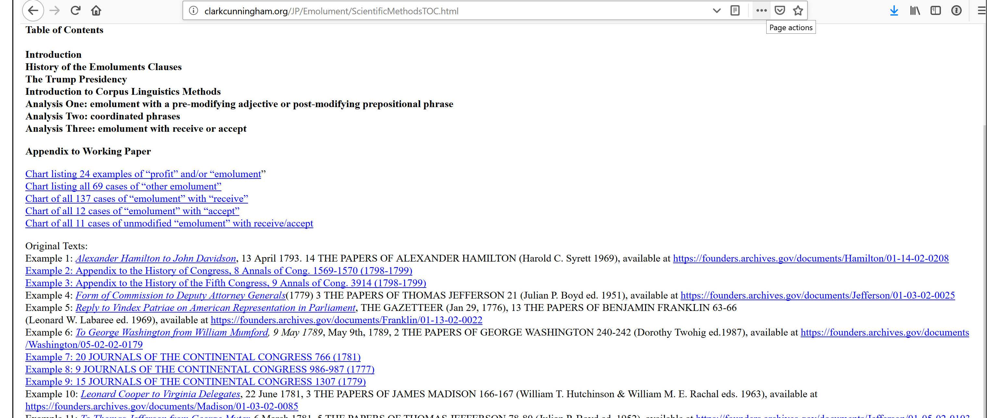 clarkcunningham.org/JP/Emolument/ScientificMethodsTOC.html
Page actions
Table of Contents
Introduction
History of the Emoluments Clauses
The Trump Presidency
Introduction to Corpus Linguistics Methods
Analysis One: emolument with a pre-modifying adjective or post-modifying prepositional phrase
Analysis Two: coordinated phrases
Analysis Three: emolument with receive or accept
Appendix to Working Paper
Chart listing 24 examples of “profit” and/or “emolument”
Chart listing all 69 cases of “other emolument”
Chart of all 137 cases of “emolument” with “receive”
Chart of all 12 cases of “emolument” with “accept”
Chart of all 11 cases of unmodified “emolument” with receive/accept
Original Texts:
Example 1: Alexander Hamilton to John Davidson, 13 April 1793. 14 THE PAPERS OF ALEXANDER HAMILTON (Harold C. Syrett 1969), available at https://founders.archives.gov/documents/Hamilton/01-14-02-0208
Example 2: Appendix to the History of Congress, 8 Annals of Cong. 1569-1570 (1798-1799)
Example 3: Appendix to the History of the Fifth Congress, 9 Annals of Cong. 3914 (1798-1799)
Example 4: Form of Commission to Deputy Attorney Generals(1779) 3 THE PAPERS OF THOMAS JEFFERSON 21 (Julian P. Boyd ed. 1951), available at https://founders.archives.gov/documents/Jefferson/01-03-02-0025
Example 5: Reply to Vindex Patriae on American Representation in Parliament, THE GAZETTEER (Jan 29, 1776), 13 THE PAPERS OF BENJAMIN FRANKLIN 63-66
(Leonard W. Labaree ed. 1969), available at https://founders.archives.gov/documents/Franklin/01-13-02-0022
Example 6: To George Washington from William Mumford, 9 May 1789, May 9th, 1789, 2 THE PAPERS OF GEORGE WASHINGTON 240-242 (Dorothy Twohig ed.1987), available at https://founders.archives.gov/documents
/Washington/05-02-02-0179
Example 7: 20 JOURNALS OF THE CONTINENTAL CONGRESS 766 (1781)
Example 8: 9 JOURNALS OF THE CONTINENTAL CONGRESS 986-987 (1777)
Example 9: 15 JOURNALS OF THE CONTINENTAL CONGRESS 1307 (1779)
Example 10: Leonard Cooper to Virginia Delegates, 22 June 1781, 3 THE PAPERS OF JAMES MADISON 166-167 (William T. Hutchinson & William M. E. Rachal eds. 1963), available at
https://founders.archives.gov/documents/Madison/01-03-02-0085
Example 11: To Thomas Jefferson from George Muter, 6 March 1781, 5 THE PAPERS OF THOMAS JEFFERSON 78-80 (Julian P. Boyd ed. 1952), available at https://founders.archives.gov/documents/Jefferson/01-05-02-0103